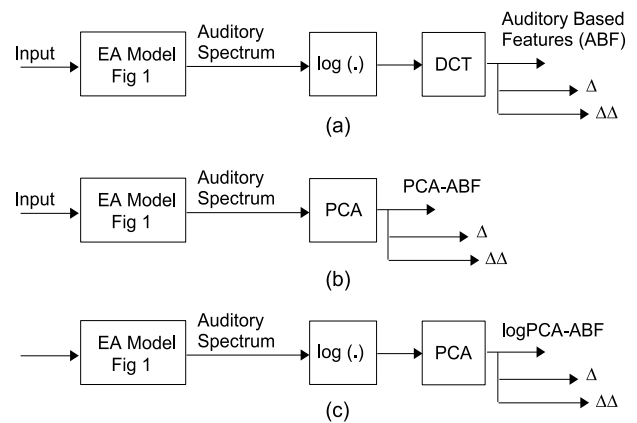 Input
EA Model
Fig 1
Auditory
Spectrum
log (.)
DCT
Auditory Based
Features (ABF)
Δ
ΔΔ
(a)
Input
EA Model
Fig 1
Auditory
Spectrum
PCA
PCA-ABF
Δ
ΔΔ
(b)
EA Model
Fig 1
Auditory
Spectrum
log (.)
PCA
logPCA-ABF
Δ
ΔΔ
(c)